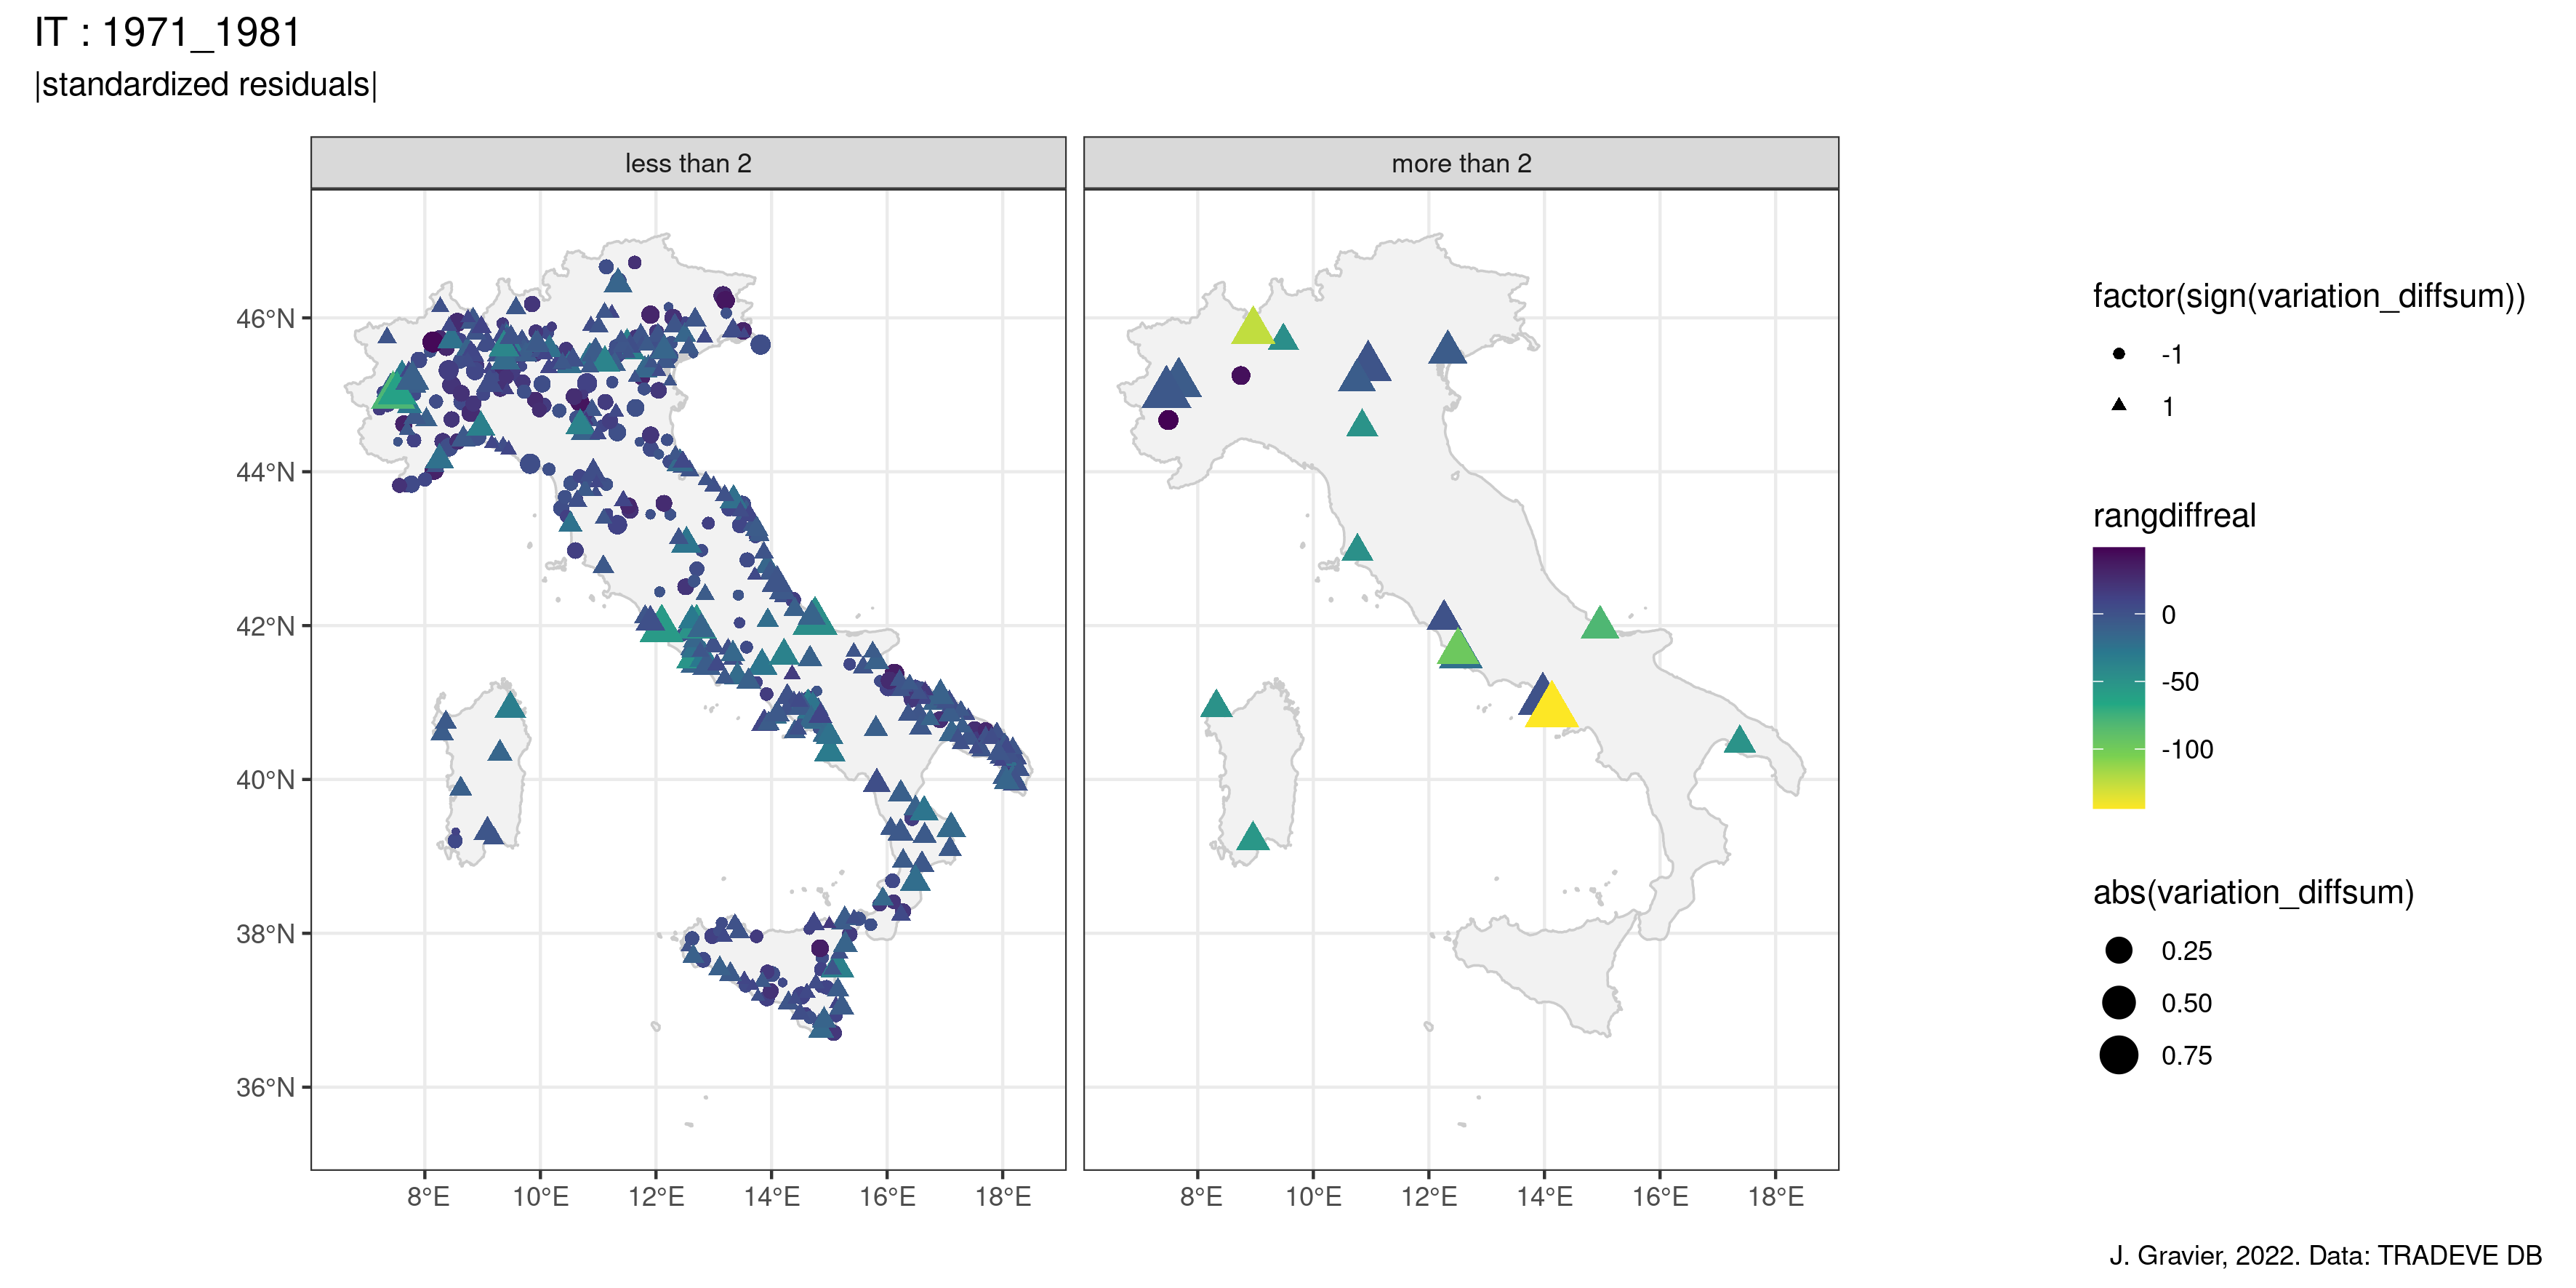 IT : 1971_1981
|standardized residuals|
less than 2
more than 2
46°N
44°N
42°N
40°N
38°N
36°N
8°E 10°E 12°E 14°E 16°E 18°E
8°E 10°E 12°E 14°E 16°E 18°E
factor(sign(variation_diffsum))
-1
1
rangdiffreal
0
-50
-100
abs(variation_diffsum)
0.25
0.50
0.75
J. Gravier, 2022. Data: TRADEVE DB